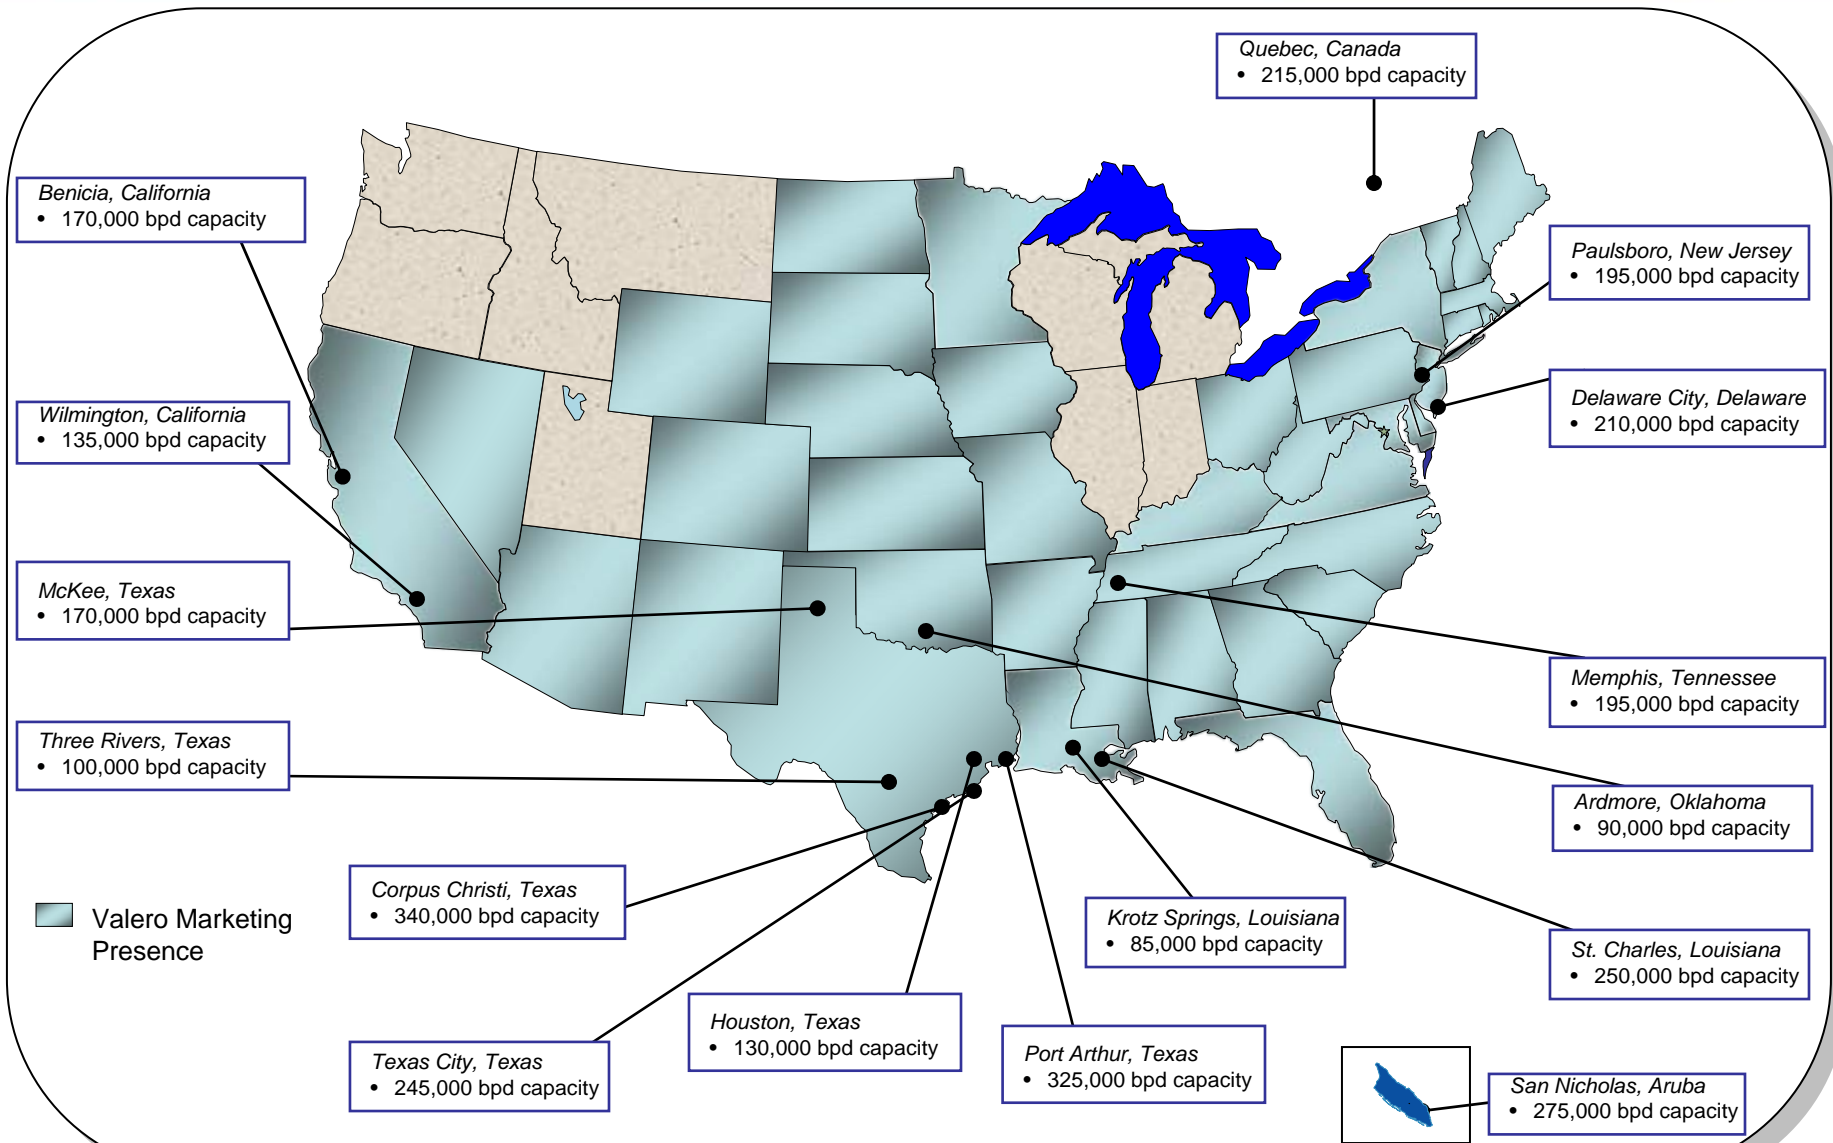 Quebec, Canada
• 215,000 bpd capacity
Benicia, California
• 170,000 bpd capacity
Paulsboro, New Jersey
• 195,000 bpd capacity
Delaware City, Delaware
• 210,000 bpd capacity
Wilmington, California
• 135,000 bpd capacity
McKee, Texas
• 170,000 bpd capacity
Memphis, Tennessee
• 195,000 bpd capacity
Three Rivers, Texas
• 100,000 bpd capacity
Ardmore, Oklahoma
• 90,000 bpd capacity
Corpus Christi, Texas
• 340,000 bpd capacity
Krotz Springs, Louisiana
• 85,000 bpd capacity
Valero Marketing
Presence
St. Charles, Louisiana
• 250,000 bpd capacity
Houston, Texas
• 130,000 bpd capacity
Port Arthur, Texas
• 325,000 bpd capacity
Texas City, Texas
• 245,000 bpd capacity
San Nicholas, Aruba
• 275,000 bpd capacity